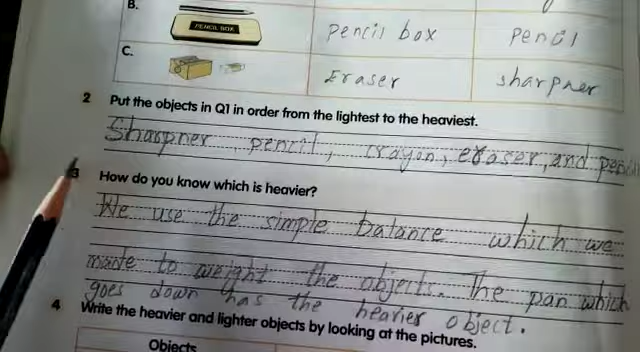 B.
PENCIL BOX
Pencil box
Pencil
C.
Eraser
sharpner
2 Put the objects in Q1 in order from the lightest to the heaviest.
Sharpner, pencil, crayon, eraser, and pencil
3 How do you know which is heavier?
We use the simple balance which we
made to weight the objects. The pan which
goes down has the heavier object.
4 Write the heavier and lighter objects by looking at the pictures.
Objects